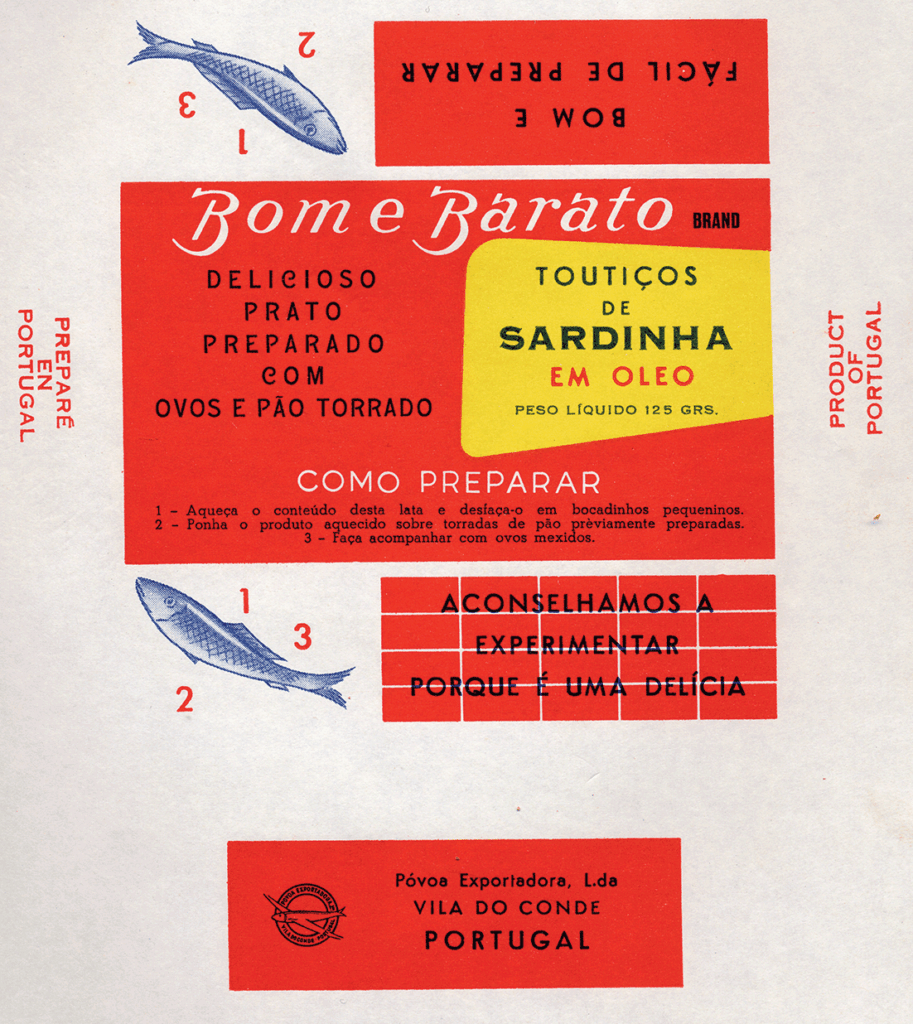 2
3
1
BOM E
FÁCIL DE PREPARAR
Bom e Barato BRAND
DELICIOSO
PRATO
PREPARADO
COM
OVOS E PÃO TORRADO
TOUTIÇOS
DE
SARDINHA
EM OLEO
PESO LÍQUIDO 125 GRS.
COMO PREPARAR
1 - Aqueça o conteúdo desta lata e desfaça-o em bocadinhos pequeninos.
2 - Ponha o produto aquecido sobre torradas de pão prèviamente preparadas.
3 - Faça acompanhar com ovos mexidos.
PREPARÉ
EN
PORTUGAL
PRODUCT
OF
PORTUGAL
1
3
2
ACONSELHAMOS A
EXPERIMENTAR
PORQUE É UMA DELÍCIA
PÓVOA EXPORTADORA
Póvoa Exportadora, L.da
VILA DO CONDE
PORTUGAL